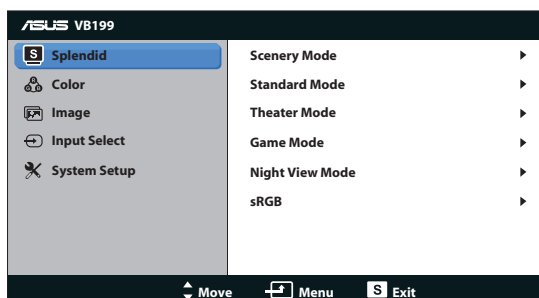 ASUS VB199
S Splendid
Color
Image
Input Select
System Setup
Scenery Mode
Standard Mode
Theater Mode
Game Mode
Night View Mode
sRGB
Move Menu S Exit